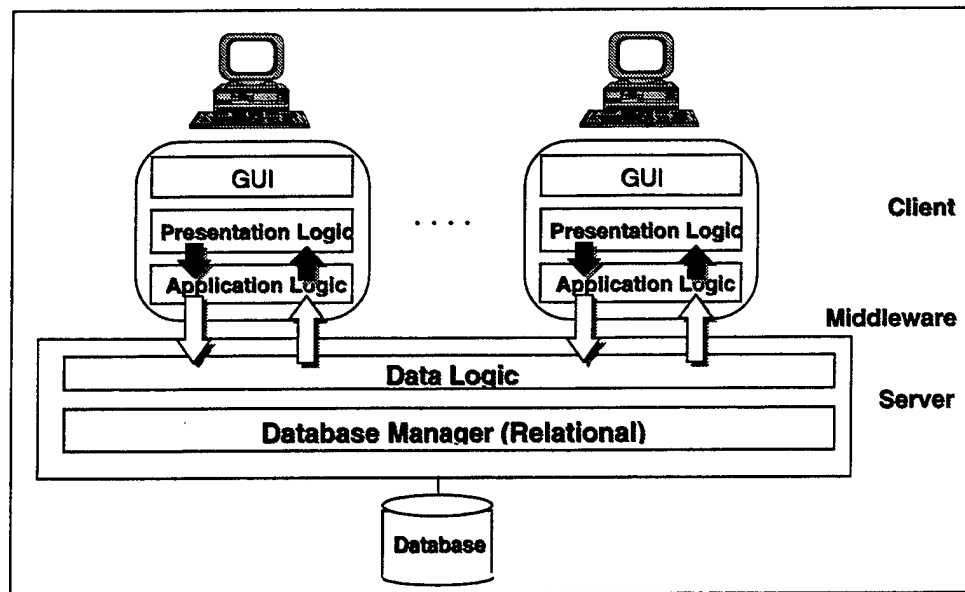 GUI
GUI
Client
Presentation Logic
. . . .
Presentation Logic
Application Logic
Application Logic
Middleware
Data Logic
Server
Database Manager (Relational)
Database